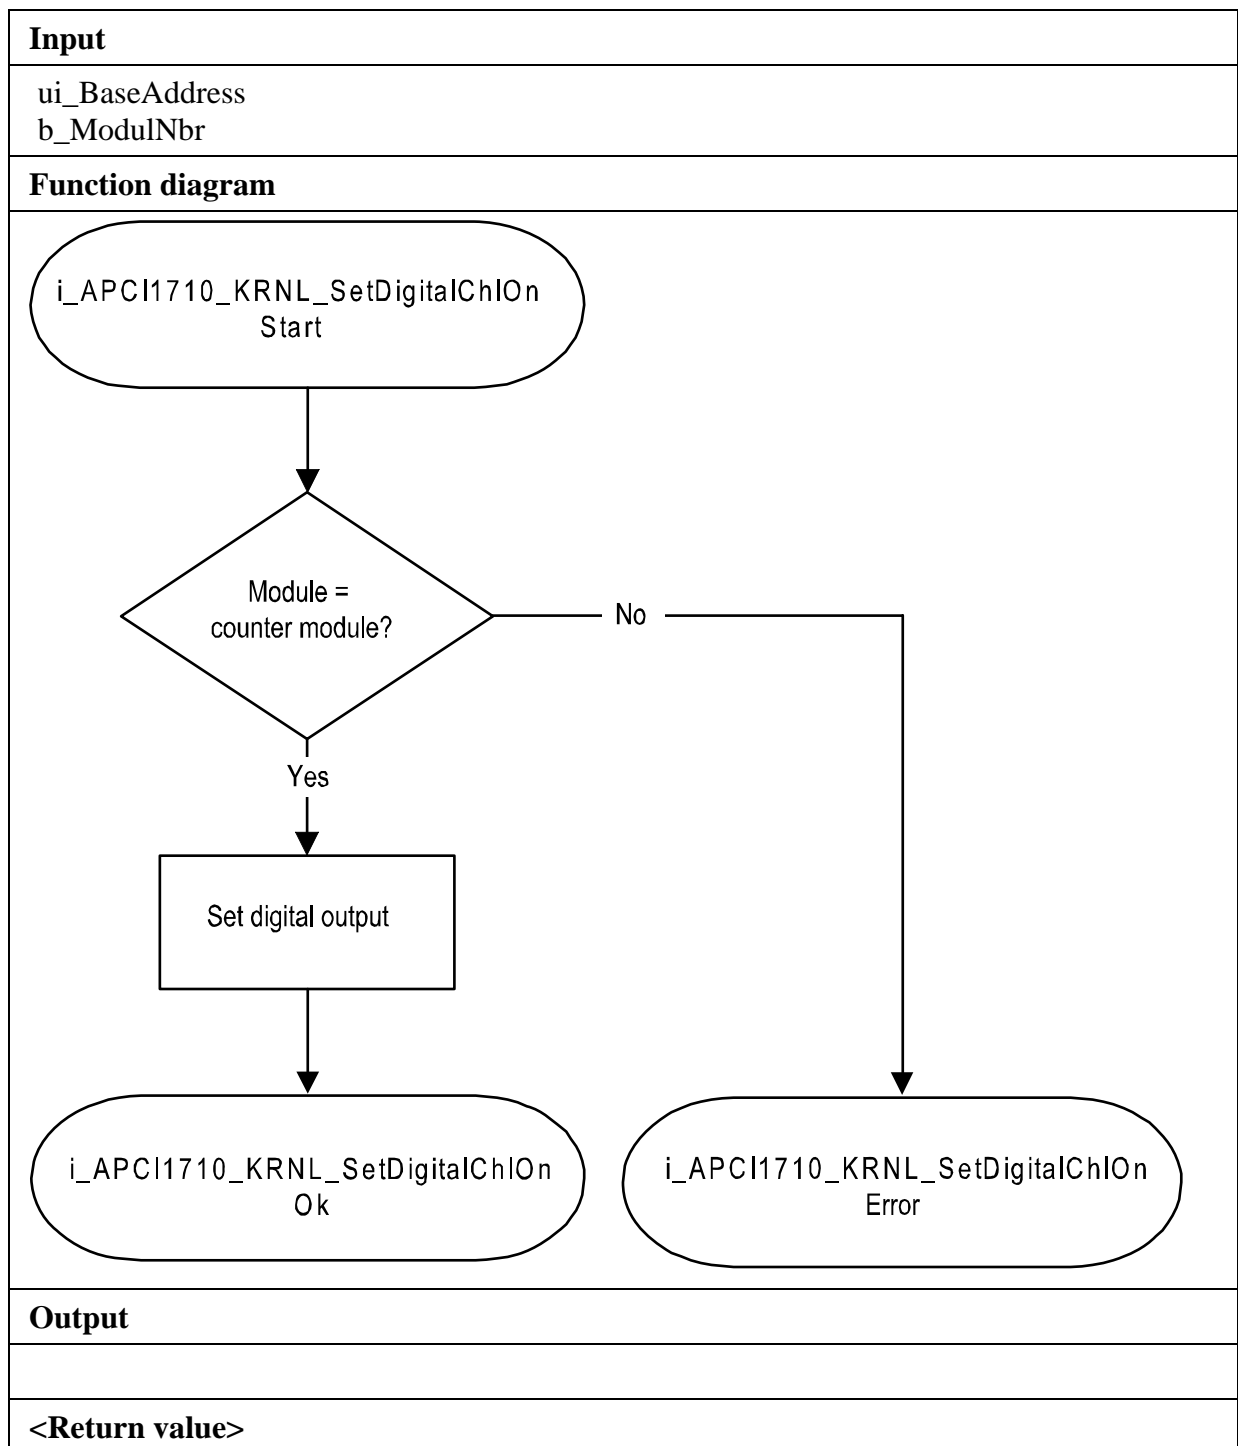 Input
ui_BaseAddress
b_ModulNbr
Function diagram
i_APCI1710_KRNL_SetDigitalChlOn
Start
Module =
counter module?
No
Yes
Set digital output
i_APCI1710_KRNL_SetDigitalChlOn
Ok
i_APCI1710_KRNL_SetDigitalChlOn
Error
Output
<Return value>